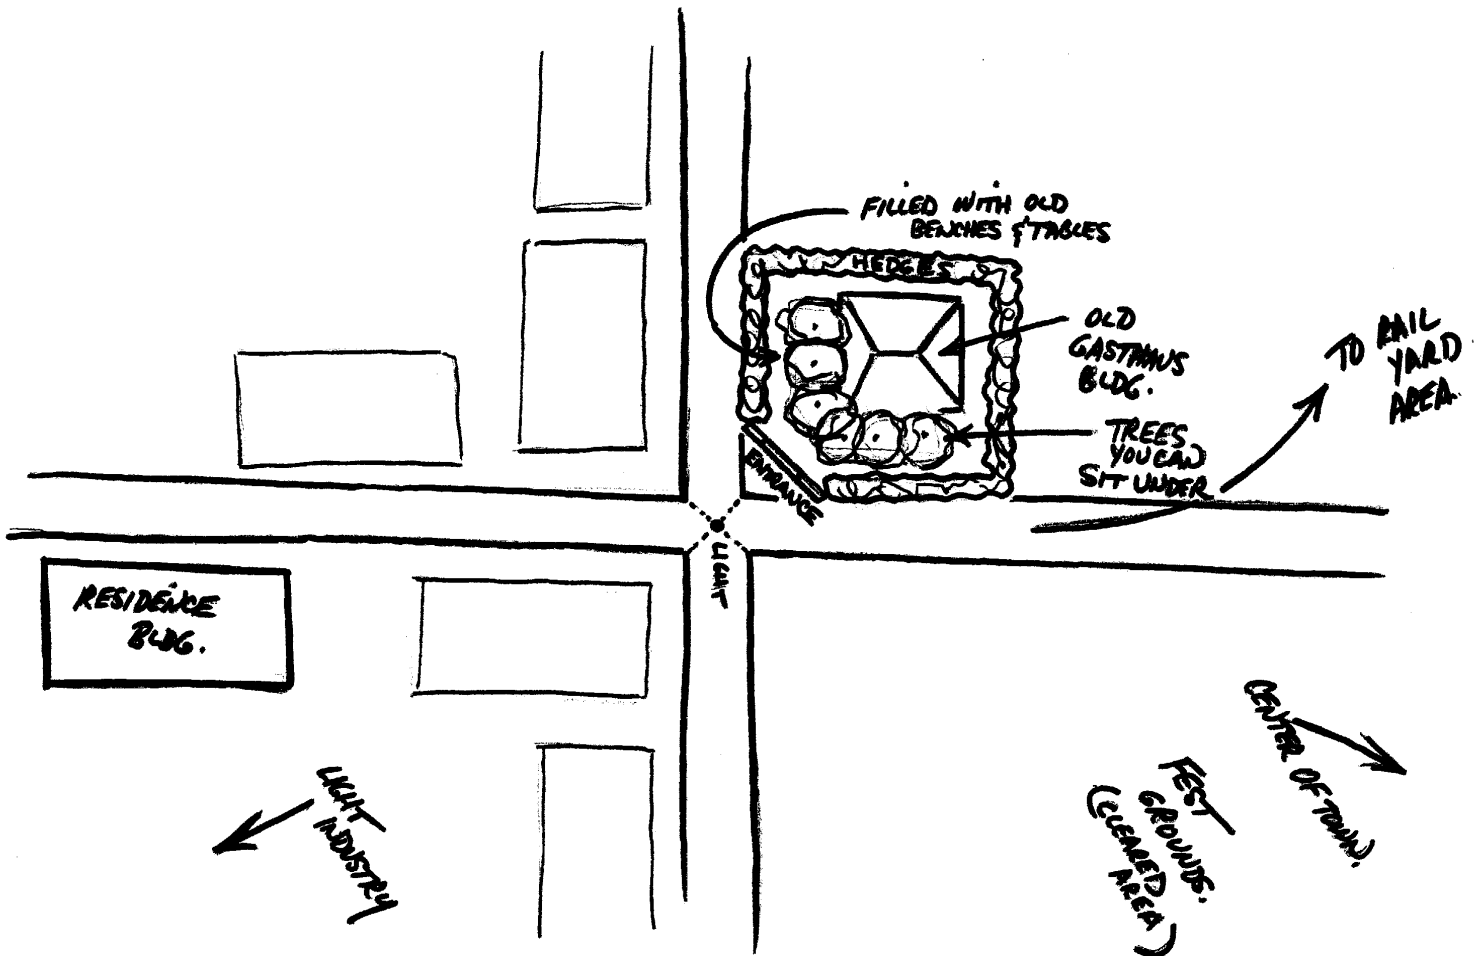 FILLED WITH OLD
BENCHES & TABLES
HEDGES
OLD
GASTHAUS
BLDG.
TO RAIL
YARD
AREA.
TREES
YOU CAN
SIT UNDER
ENTRANCE
LIGHT
RESIDENCE
BLDG.
CENTER OF TOWN.
FEST
GROUNDS.
(CLEARED
AREA)
LIGHT
INDUSTRY